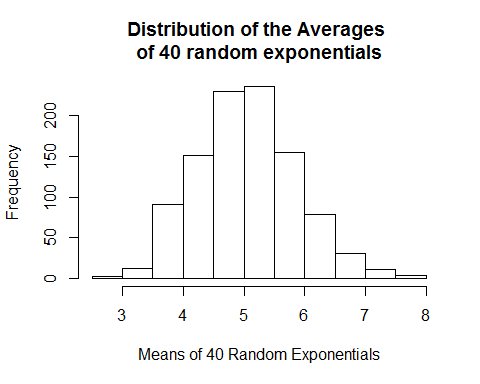 Distribution of the Averages
of 40 random exponentials
Frequency
200
150
100
50
0
3 4 5 6 7 8
Means of 40 Random Exponentials